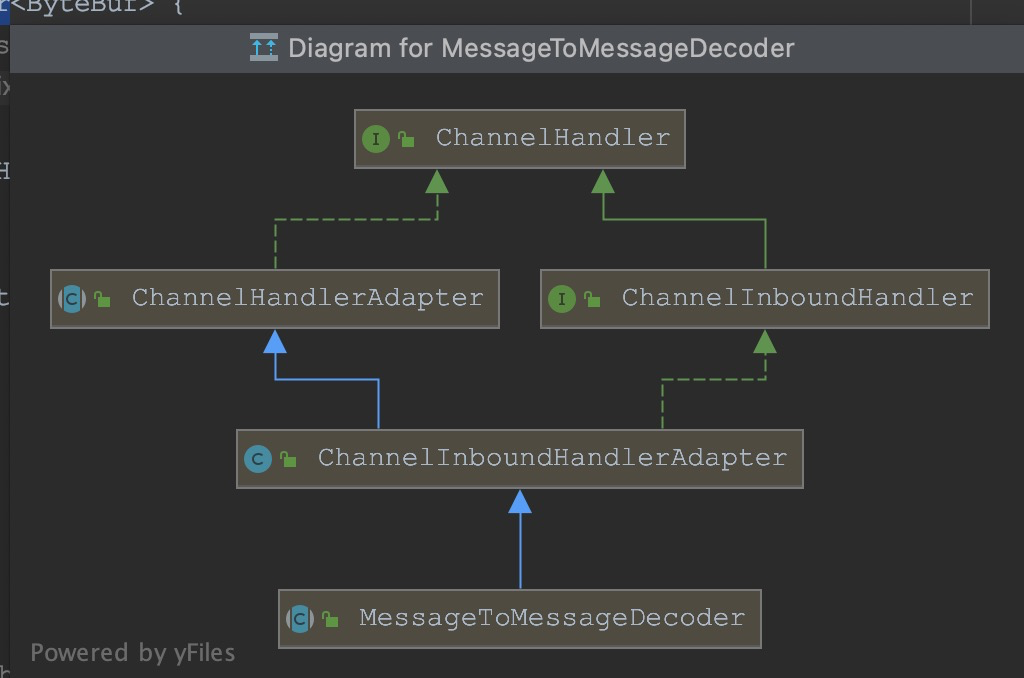 r<ByteBuf> {
Diagram for MessageToMessageDecoder
I ChannelHandler
C ChannelHandlerAdapter
I ChannelInboundHandler
C ChannelInboundHandlerAdapter
C MessageToMessageDecoder
Powered by yFiles